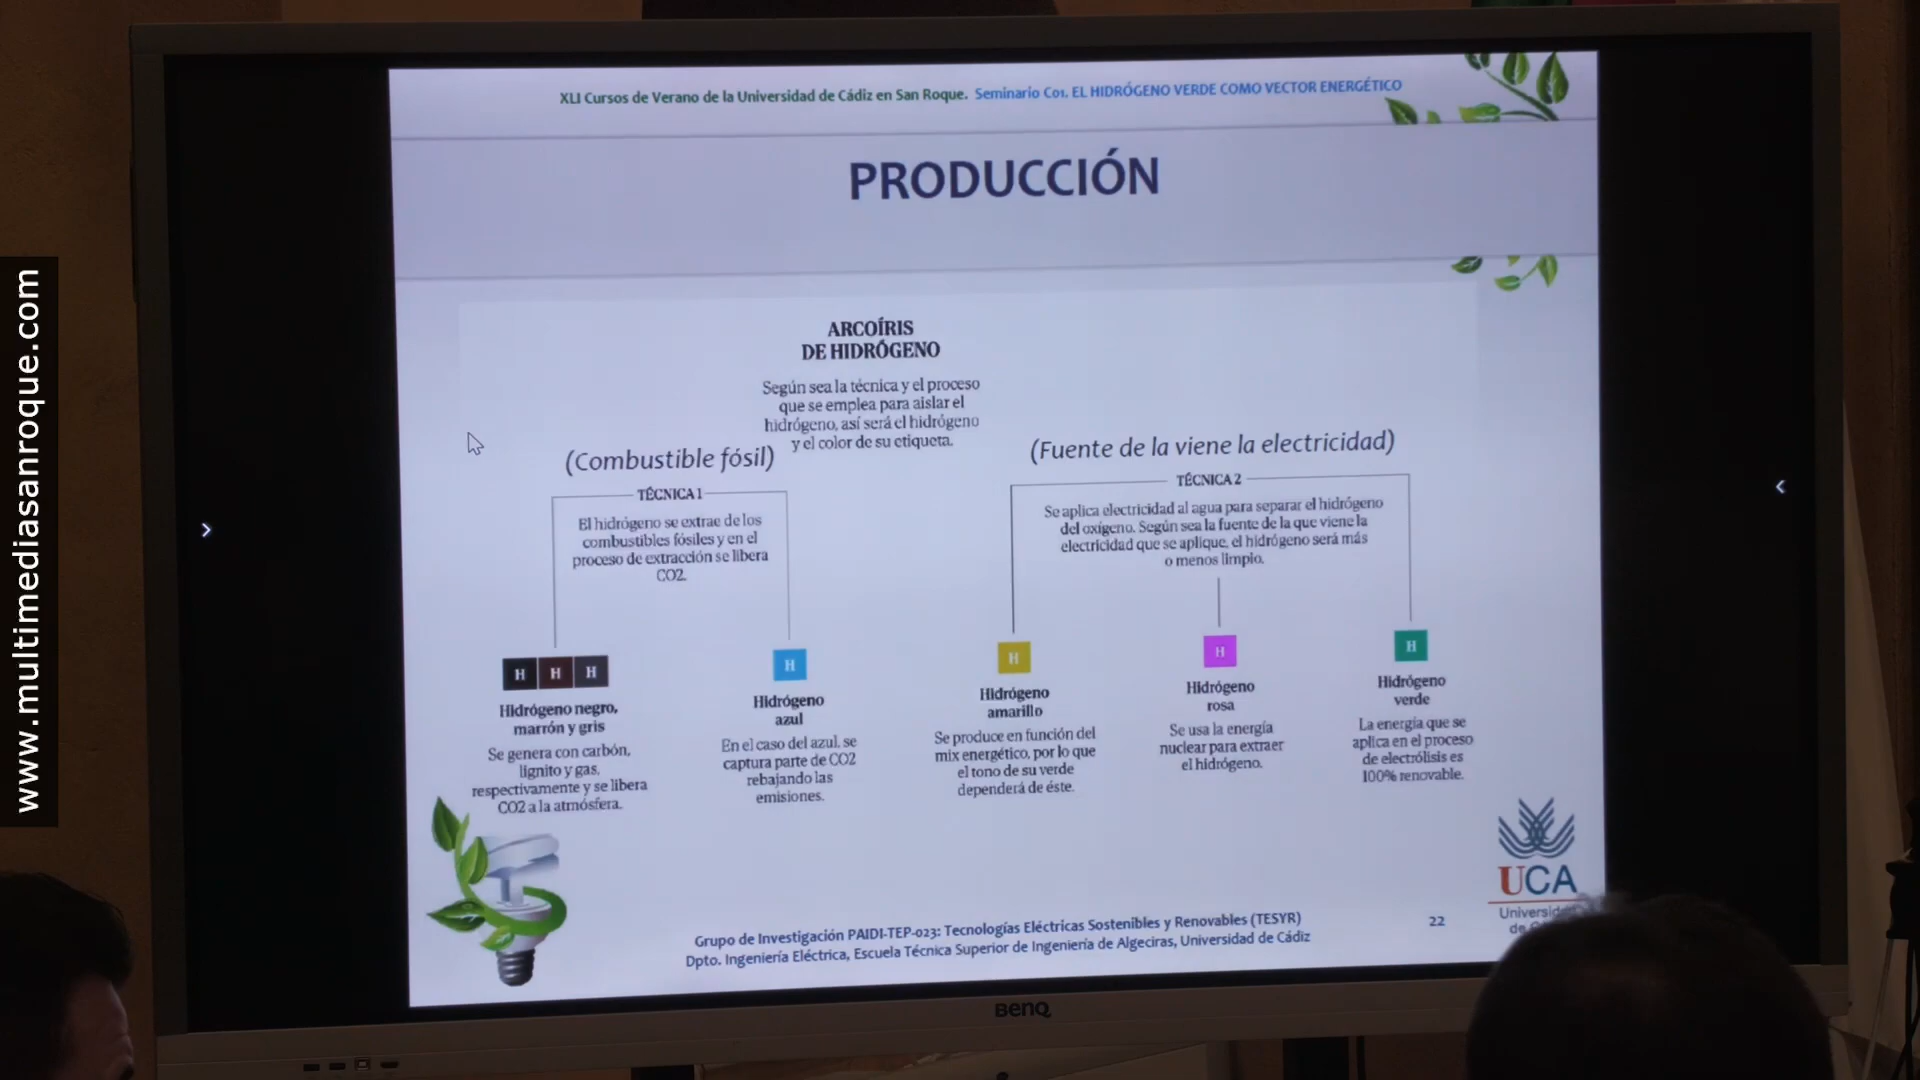 www.multimediasanroque.com
XLI Cursos de Verano de la Universidad de Cádiz en San Roque. Seminario C01. EL HIDRÓGENO VERDE COMO VECTOR ENERGÉTICO
PRODUCCIÓN
ARCOÍRIS
DE HIDRÓGENO
Según sea la técnica y el proceso
que se emplea para aislar el
hidrógeno, así será el hidrógeno
y el color de su etiqueta.
(Combustible fósil)
TÉCNICA 1
El hidrógeno se extrae de los
combustibles fósiles y en el
proceso de extracción se libera
CO2.
H H H
Hidrógeno negro,
marrón y gris
Se genera con carbón,
lignito y gas,
respectivamente y se libera
CO2 a la atmósfera.
H
Hidrógeno
azul
En el caso del azul, se
captura parte de CO2
rebajando las
emisiones.
(Fuente de la viene la electricidad)
TÉCNICA 2
Se aplica electricidad al agua para separar el hidrógeno
del oxígeno. Según sea la fuente de la que viene la
electricidad que se aplique, el hidrógeno será más
o menos limpio.
H
Hidrógeno
amarillo
Se produce en función del
mix energético, por lo que
el tono de su verde
dependerá de éste.
H
Hidrógeno
rosa
Se usa la energía
nuclear para extraer
el hidrógeno.
H
Hidrógeno
verde
La energía que se
aplica en el proceso
de electrólisis es
100% renovable.
UCA
Grupo de Investigación PAIDI-TEP-023: Tecnologías Eléctricas Sostenibles y Renovables (TESYR)
Dpto. Ingeniería Eléctrica, Escuela Técnica Superior de Ingeniería de Algeciras, Universidad de Cádiz
22
BenQ